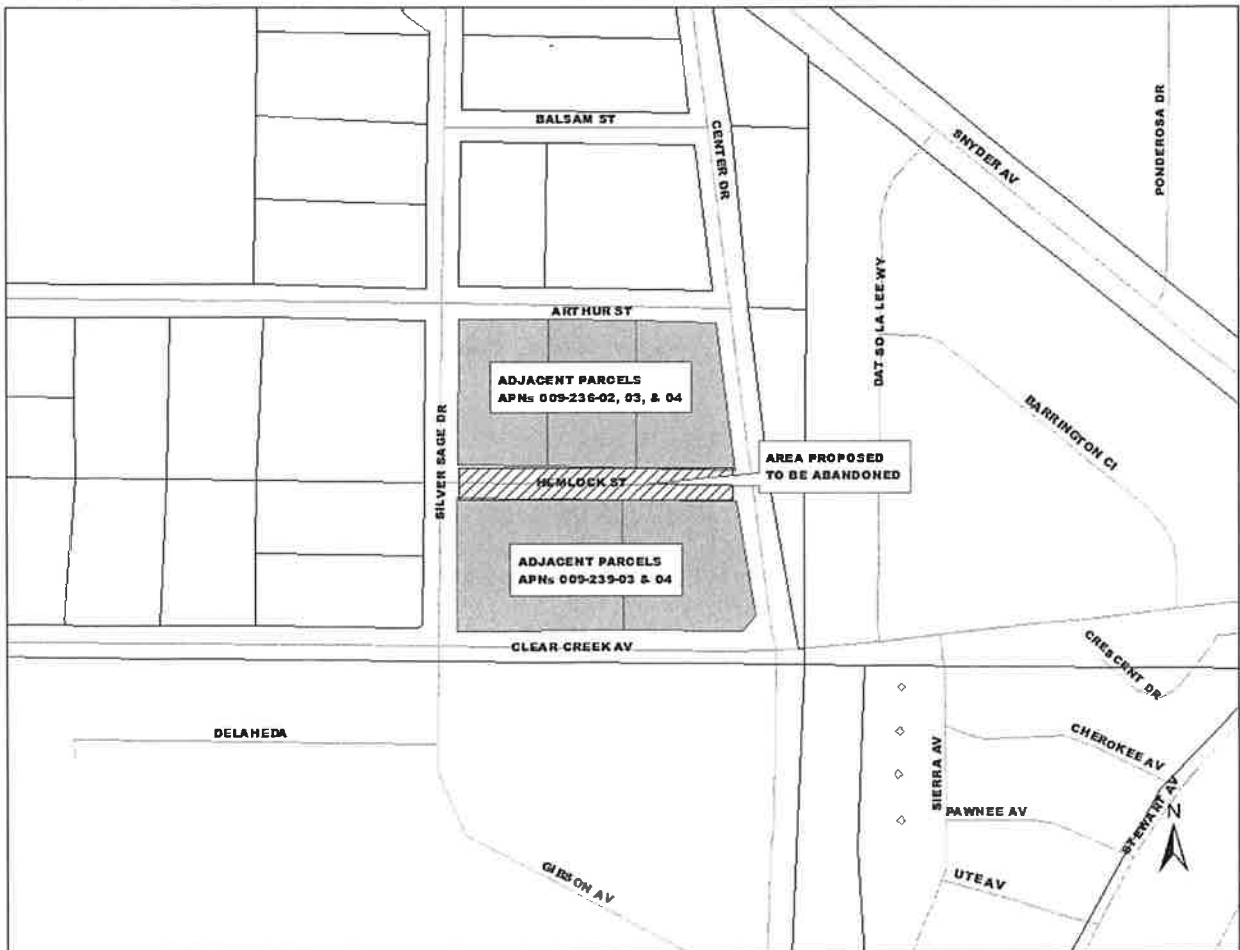 BALSAM ST
CENTER DR
SNYDER AV
PONDEROSA DR
ARTHUR ST
DAT SO LA LEE WY
ADJACENT PARCELS
APNs 009-236-02, 03, & 04
BARRINGTON CI
SILVER SAGE DR
HEMLOCK ST
AREA PROPOSED
TO BE ABANDONED
ADJACENT PARCELS
APNs 009-239-03 & 04
CLEAR CREEK AV
CRESCENT DR
DELAHEDA
CHEROKEE AV
SIERRA AV
PAWNEE AV
STEWART AV
N
GIBSON AV
UTE AV